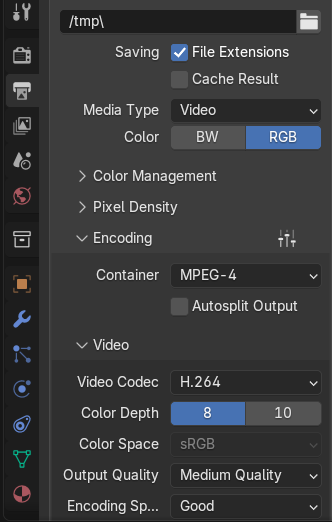 /tmp\
Saving File Extensions
Cache Result
Media Type Video
Color BW RGB
Color Management
Pixel Density
Encoding
Container MPEG-4
Autosplit Output
Video
Video Codec H.264
Color Depth 8 10
Color Space sRGB
Output Quality Medium Quality
Encoding Sp... Good